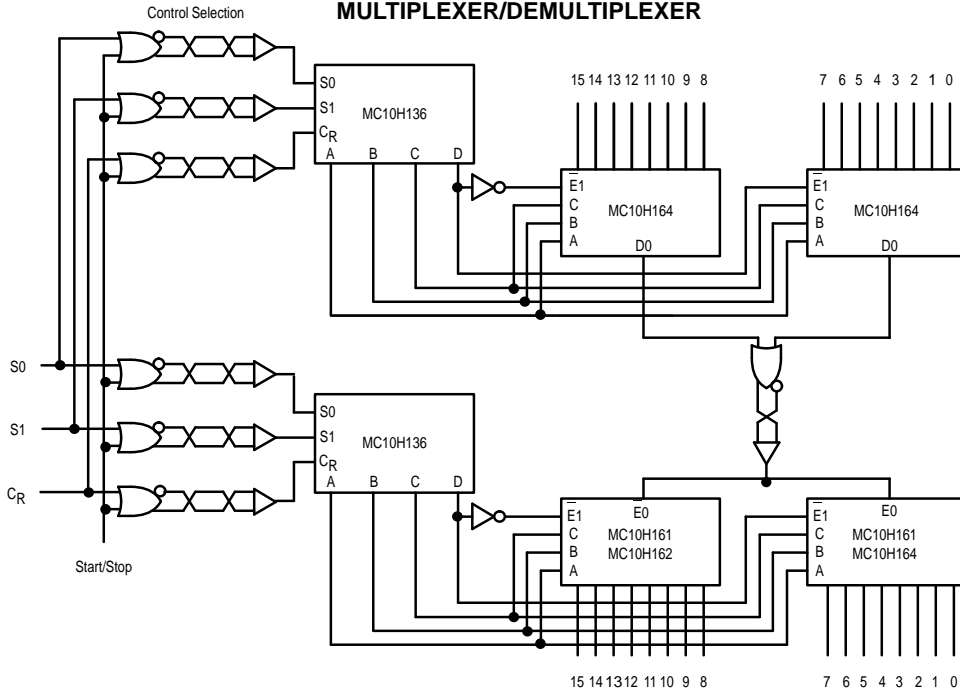 MULTIPLEXER/DEMULTIPLEXER
Control Selection
15 14 13 12 11 10 9 8
7 6 5 4 3 2 1 0
S0
S1
CR
MC10H136
A B C D
E1
C
B
A
MC10H164
D0
E1
C
B
A
MC10H164
D0
S0
S1
CR
Start/Stop
S0
S1
CR
MC10H136
A B C D
E1
C
B
A
E0
MC10H161
MC10H162
E1
C
B
A
E0
MC10H161
MC10H164
15 14 13 12 11 10 9 8
7 6 5 4 3 2 1 0